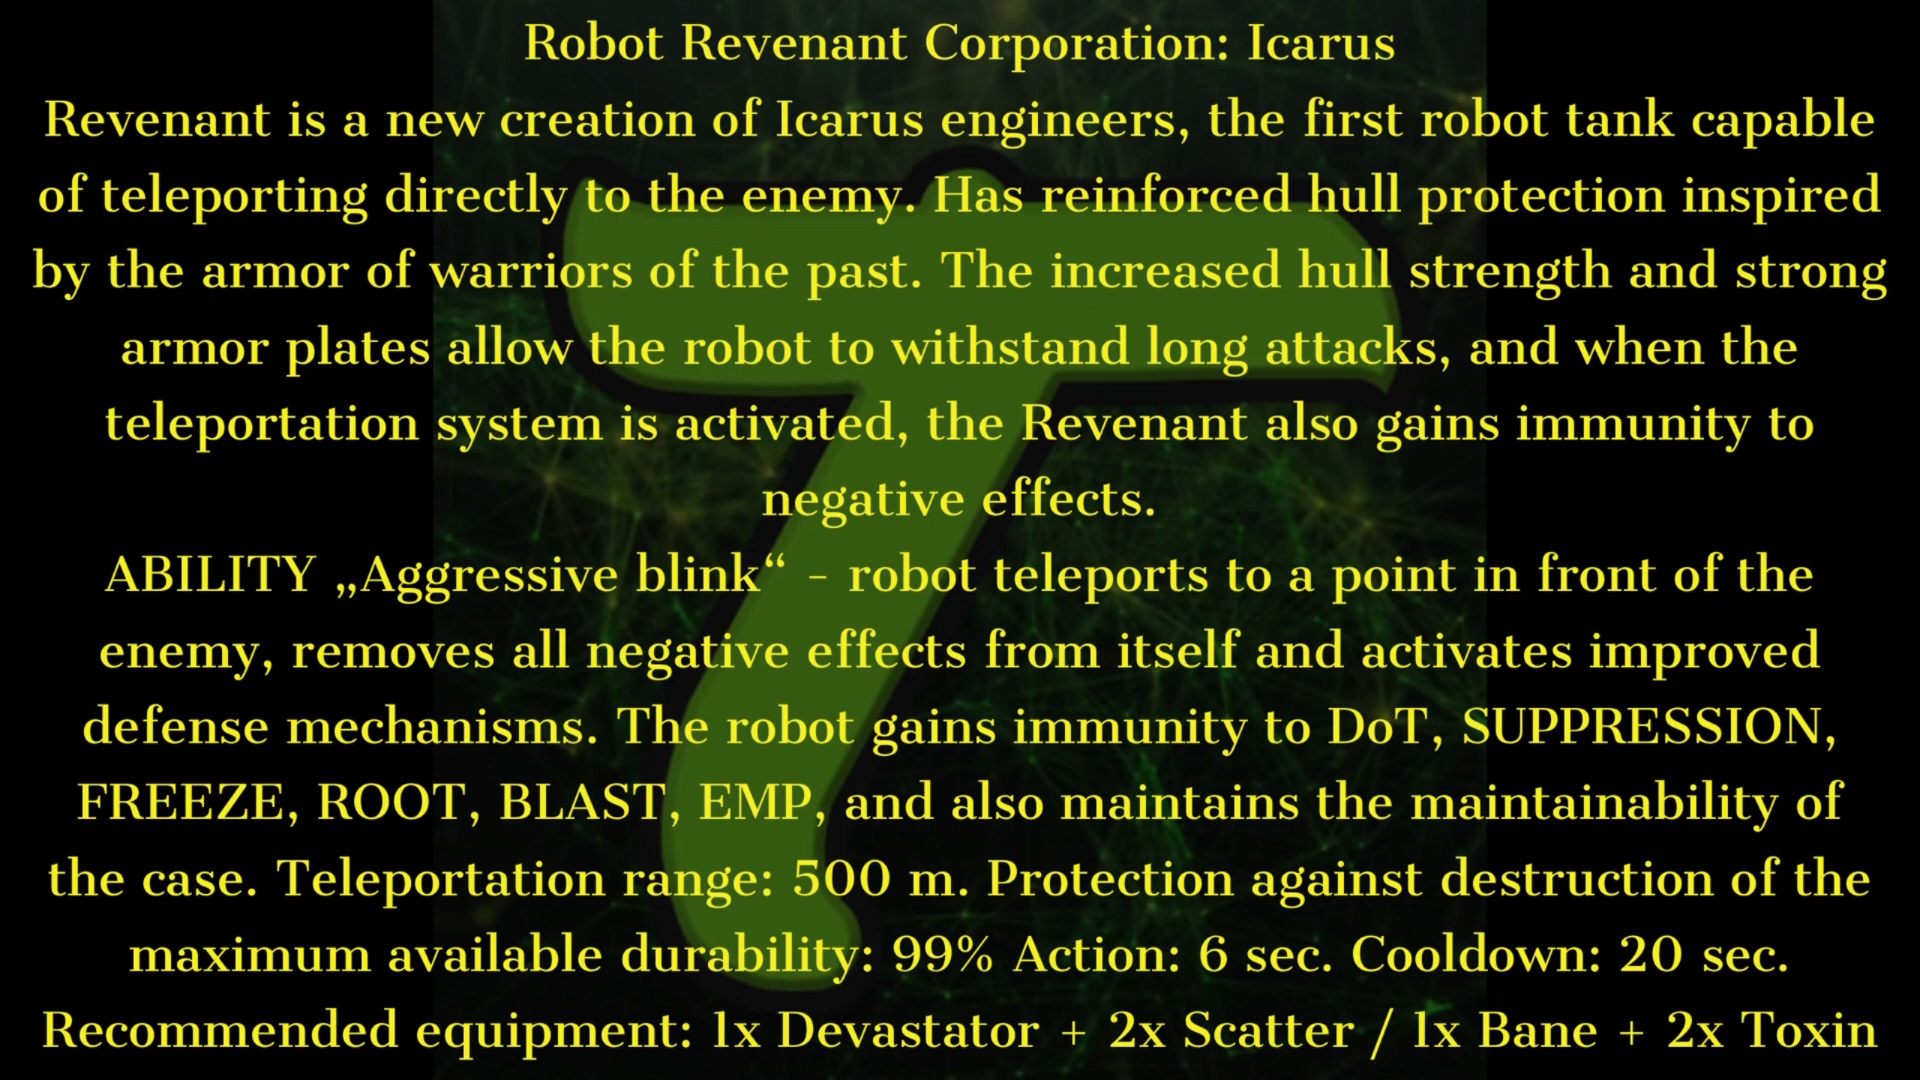 Robot Revenant Corporation: Icarus
Revenant is a new creation of Icarus engineers, the first robot tank capable
of teleporting directly to the enemy. Has reinforced hull protection inspired
by the armor of warriors of the past. The increased hull strength and strong
armor plates allow the robot to withstand long attacks, and when the
teleportation system is activated, the Revenant also gains immunity to
negative effects.
ABILITY „Aggressive blink“ - robot teleports to a point in front of the
enemy, removes all negative effects from itself and activates improved
defense mechanisms. The robot gains immunity to DoT, SUPPRESSION,
FREEZE, ROOT, BLAST, EMP, and also maintains the maintainability of
the case. Teleportation range: 500 m. Protection against destruction of the
maximum available durability: 99% Action: 6 sec. Cooldown: 20 sec.
Recommended equipment: 1x Devastator + 2x Scatter / 1x Bane + 2x Toxin